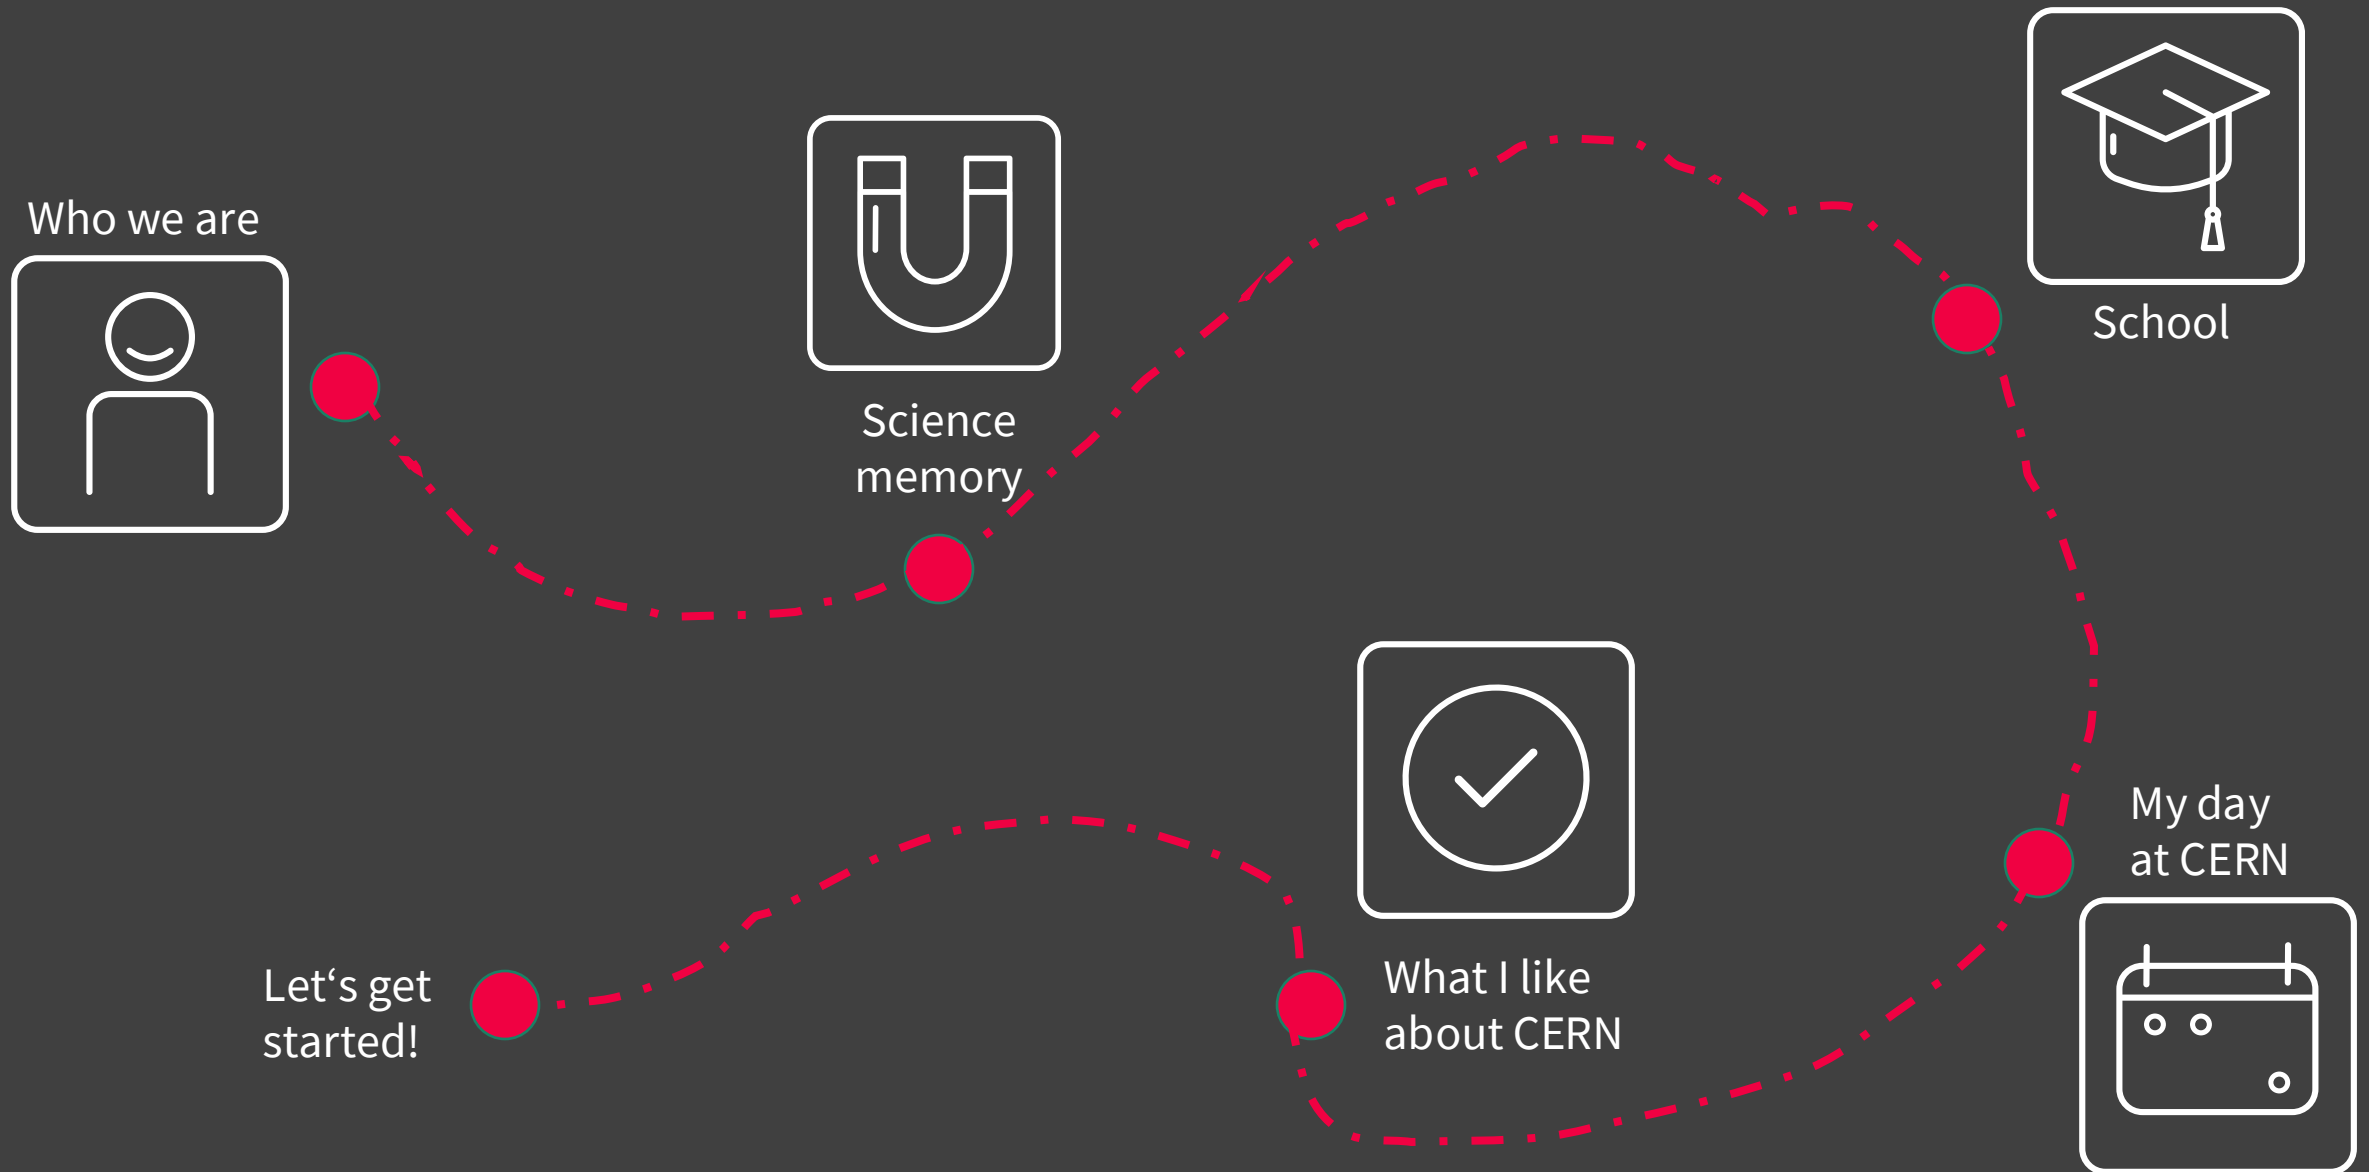 Who we are
Science
memory
School
My day
at CERN
What I like
about CERN
Let‘s get
started!